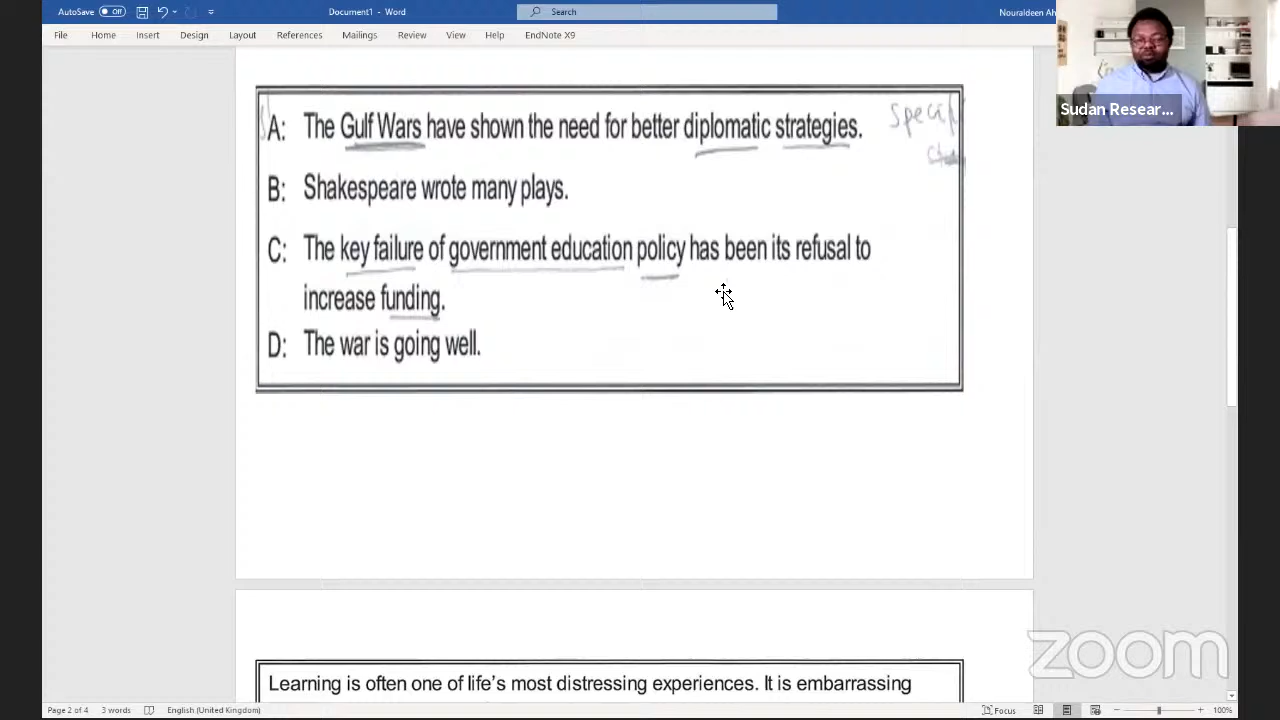 AutoSave Off Document1 - Word Search Nouraldeen Ah
File Home Insert Design Layout References Mailings Review View Help EndNote X9
Sudan Resear...
A: The Gulf Wars have shown the need for better diplomatic strategies.
B: Shakespeare wrote many plays.
C: The key failure of government education policy has been its refusal to
increase funding.
D: The war is going well.
zoom
Learning is often one of life's most distressing experiences. It is embarrassing
Page 2 of 4 3 words English (United Kingdom) Focus 100%